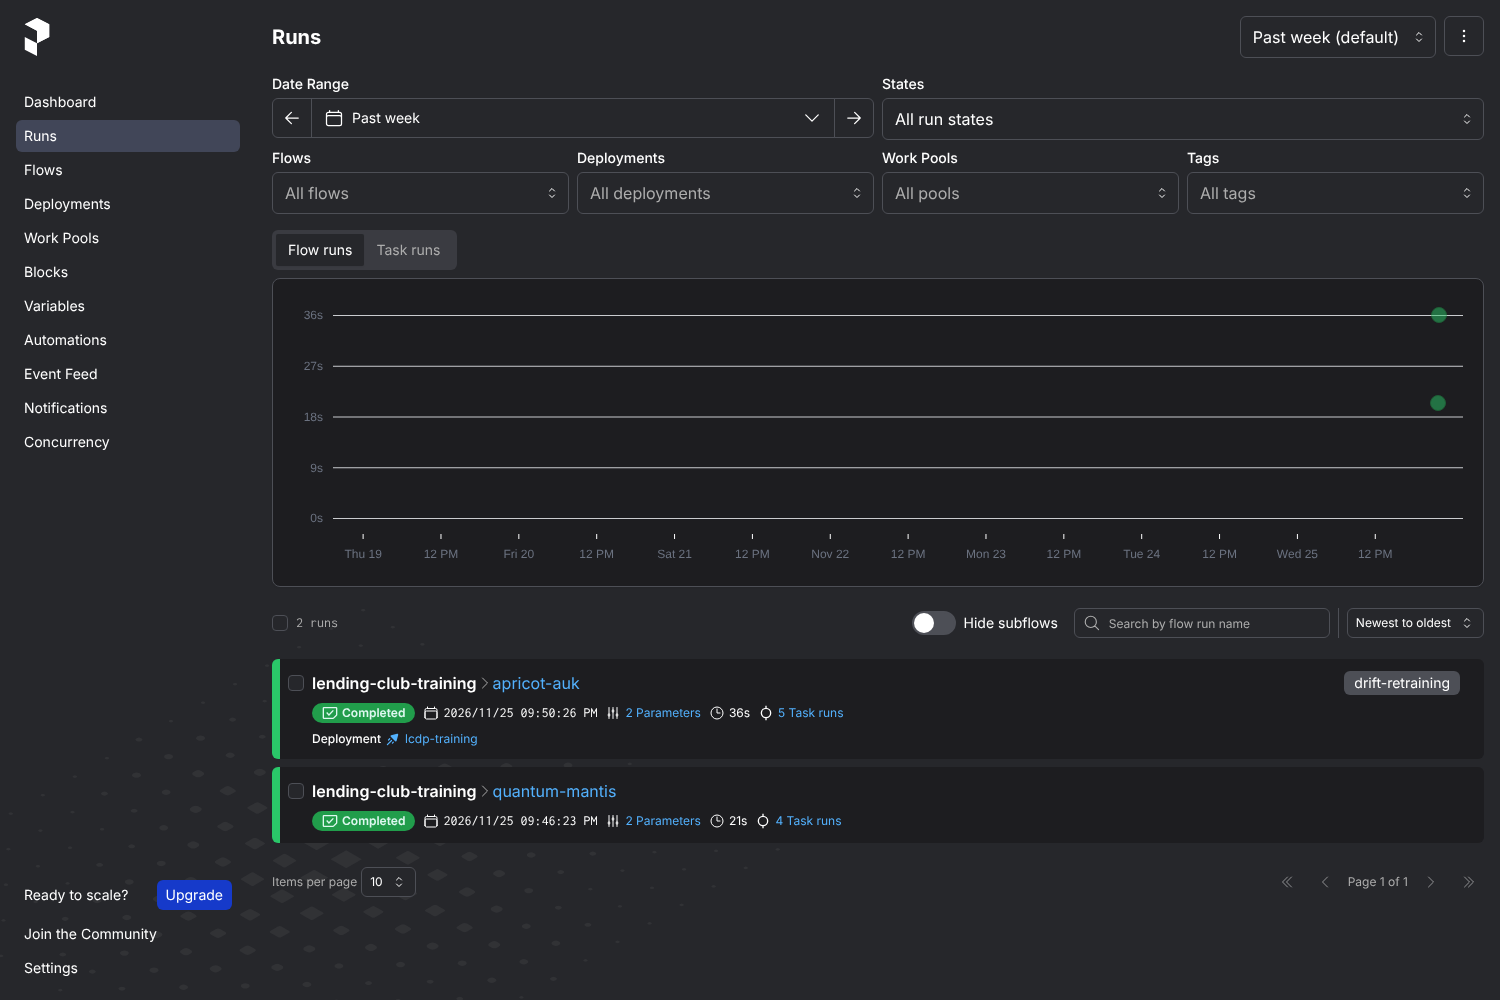 Runs
Past week (default)
Dashboard
Runs
Flows
Deployments
Work Pools
Blocks
Variables
Automations
Event Feed
Notifications
Concurrency
Date Range
States
Past week
All run states
Flows
Deployments
Work Pools
Tags
All flows
All deployments
All pools
All tags
Flow runs
Task runs
36s
27s
18s
9s
0s
Thu 19
12 PM
Fri 20
12 PM
Sat 21
12 PM
Nov 22
12 PM
Mon 23
12 PM
Tue 24
12 PM
Wed 25
12 PM
2 runs
Hide subflows
Search by flow run name
Newest to oldest
lending-club-training apricot-auk
drift-retraining
Completed 2026/11/25 09:50:26 PM 2 Parameters 36s 5 Task runs
Deployment lcdp-training
lending-club-training quantum-mantis
Completed 2026/11/25 09:46:23 PM 2 Parameters 21s 4 Task runs
Items per page 10
Page 1 of 1
Ready to scale? Upgrade
Join the Community
Settings